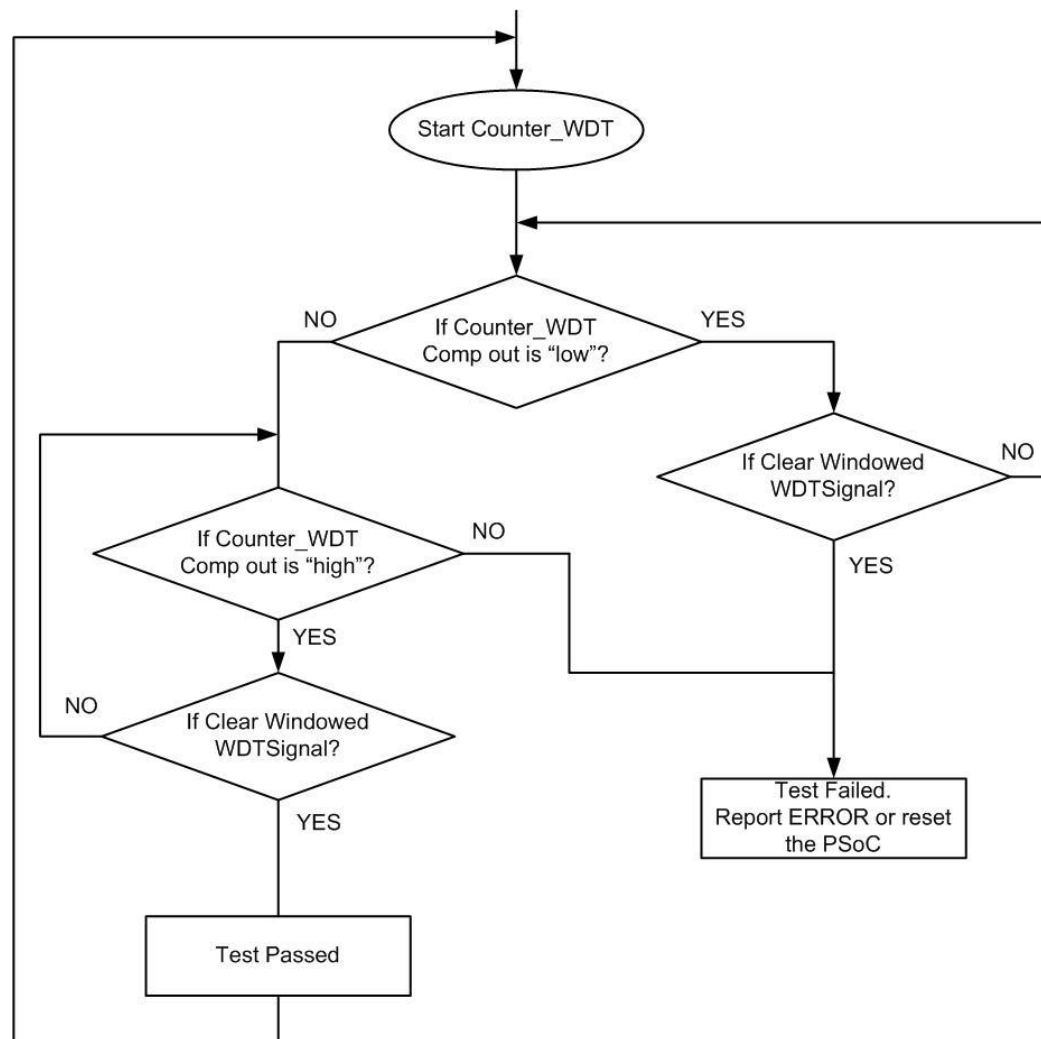 Start Counter_WDT
NO
YES
If Counter_WDT
Comp out is “low”?
If Clear Windowed
WDTSignal?
NO
If Counter_WDT
Comp out is “high”?
NO
YES
YES
NO
If Clear Windowed
WDTSignal?
YES
Test Failed.
Report ERROR or reset
the PSoC
Test Passed